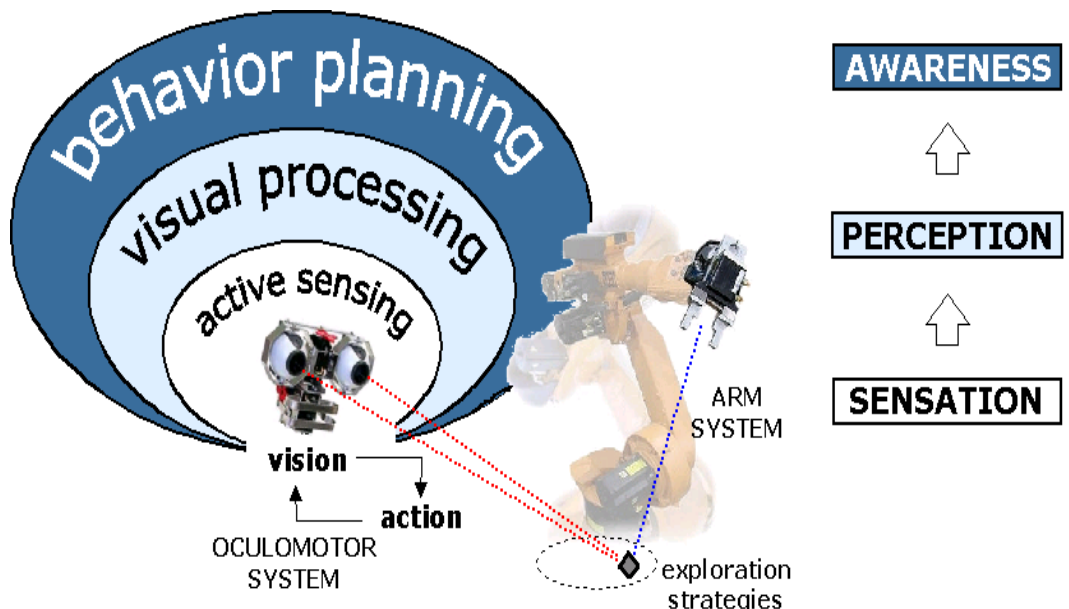 behavior planning
visual processing
active sensing
vision
action
OCULOMOTOR
SYSTEM
ARM
SYSTEM
exploration
strategies
AWARENESS
PERCEPTION
SENSATION